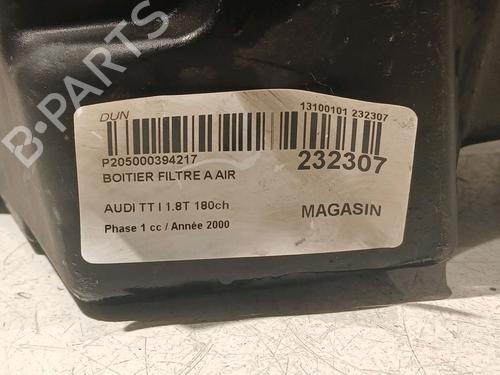 B-PARTS
DUN
13100101 232307
P205000394217
232307
BOITIER FILTRE A AIR
AUDI TT I 1.8T 180ch
MAGASIN
Phase 1 cc / Année 2000